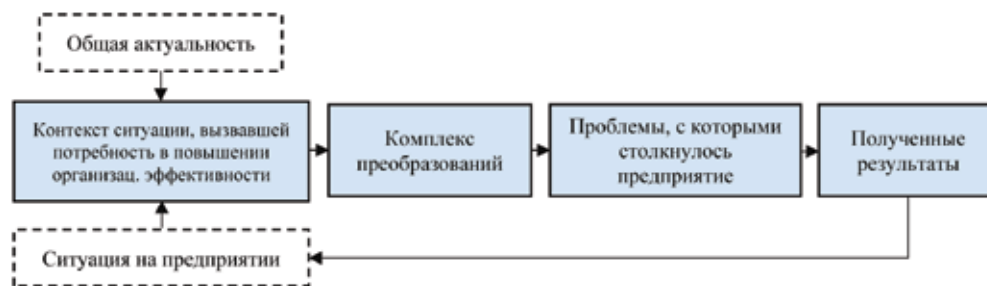 Общая актуальность
Контекст ситуации, вызвавшей
потребность в повышении
организац. эффективности
Комплекс
преобразований
Проблемы, с которыми
столкнулось
предприятие
Полученные
результаты
Ситуация на предприятии